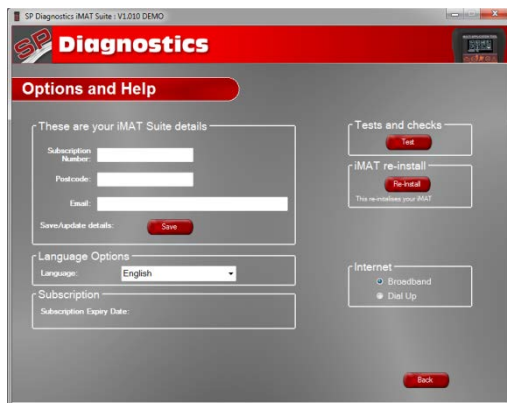 SP Diagnostics iMAT Suite : V1.010 DEMO
SP Diagnostics
Options and Help
These are your iMAT Suite details
Subscription
Number:
Postcode:
Email:
Save/update details:
Save
Language Options
Language:
English
Subscription
Subscription Expiry Date:
Tests and checks
Test
iMAT re-install
Re-Install
This re-initialises your iMAT
Internet
Broadband
Dial Up
Back